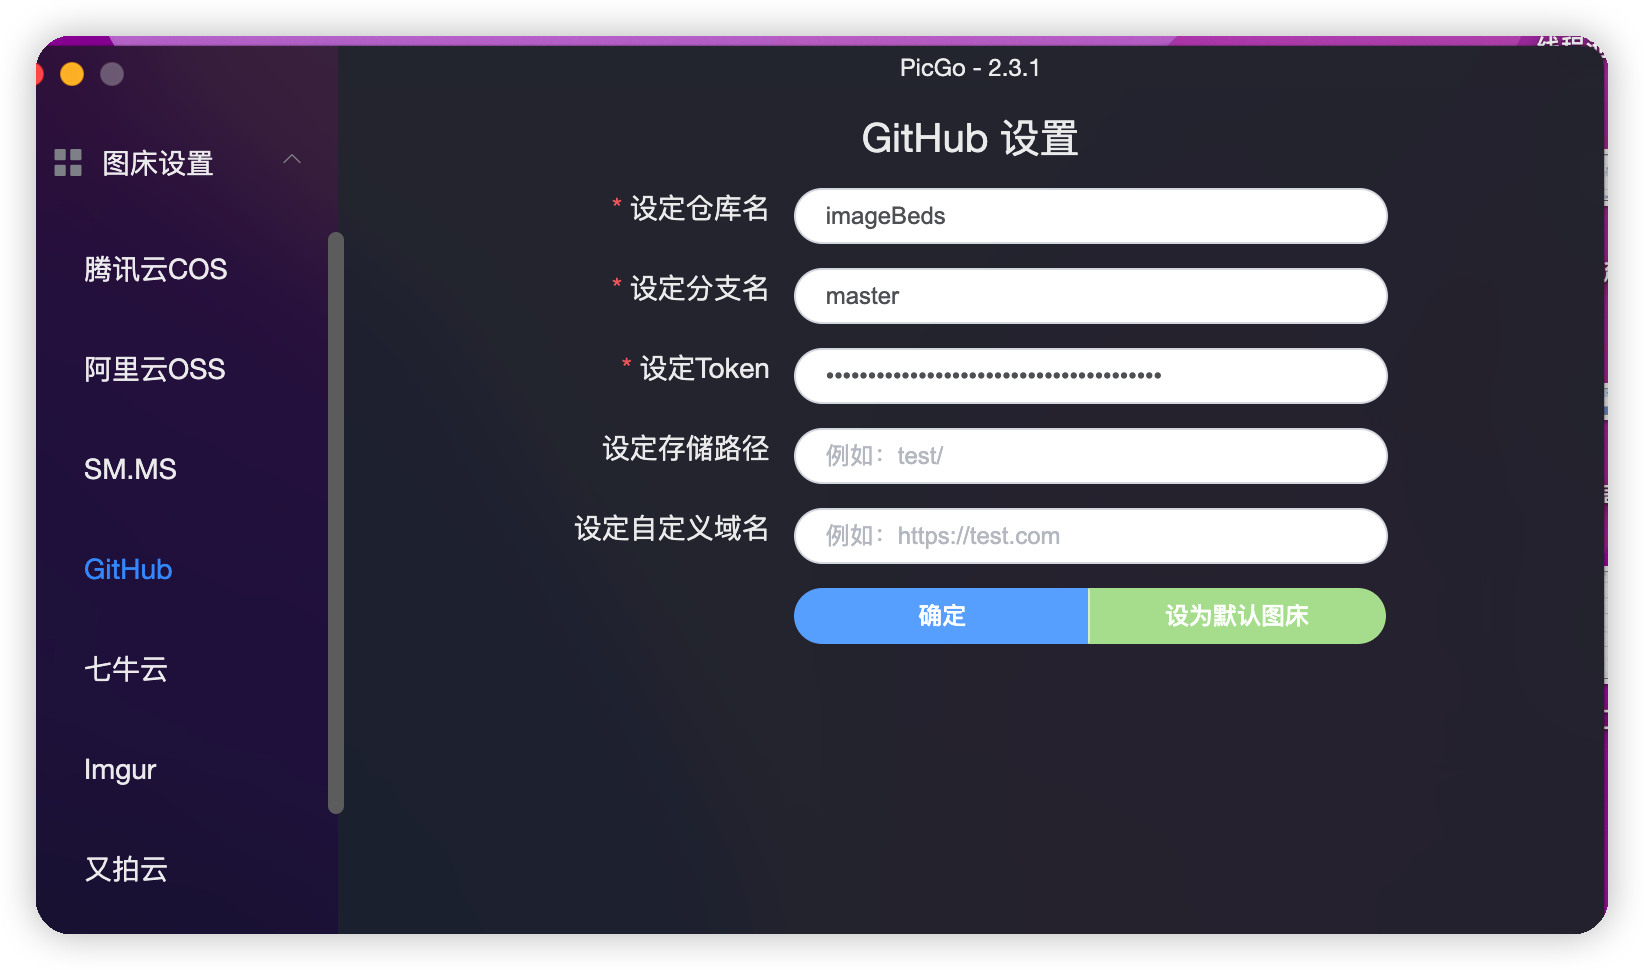 PicGo - 2.3.1
图床设置
腾讯云COS
阿里云OSS
SM.MS
GitHub
七牛云
Imgur
又拍云
GitHub 设置
* 设定仓库名
imageBeds
* 设定分支名
master
* 设定Token
••••••••••••••••••••••••••••••••••••••••
设定存储路径
例如：test/
设定自定义域名
例如：https://test.com
确定
设为默认图床